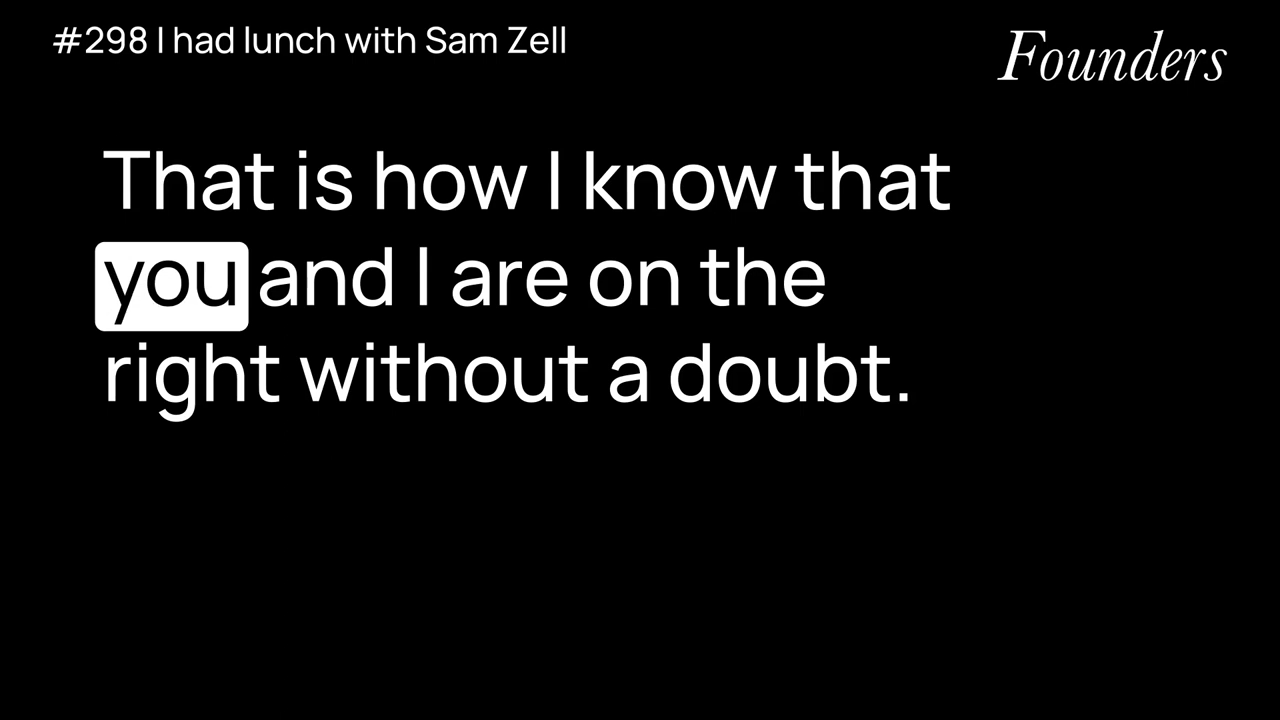 #298 I had lunch with Sam Zell
Founders
That is how I know that
you and I are on the
right without a doubt.